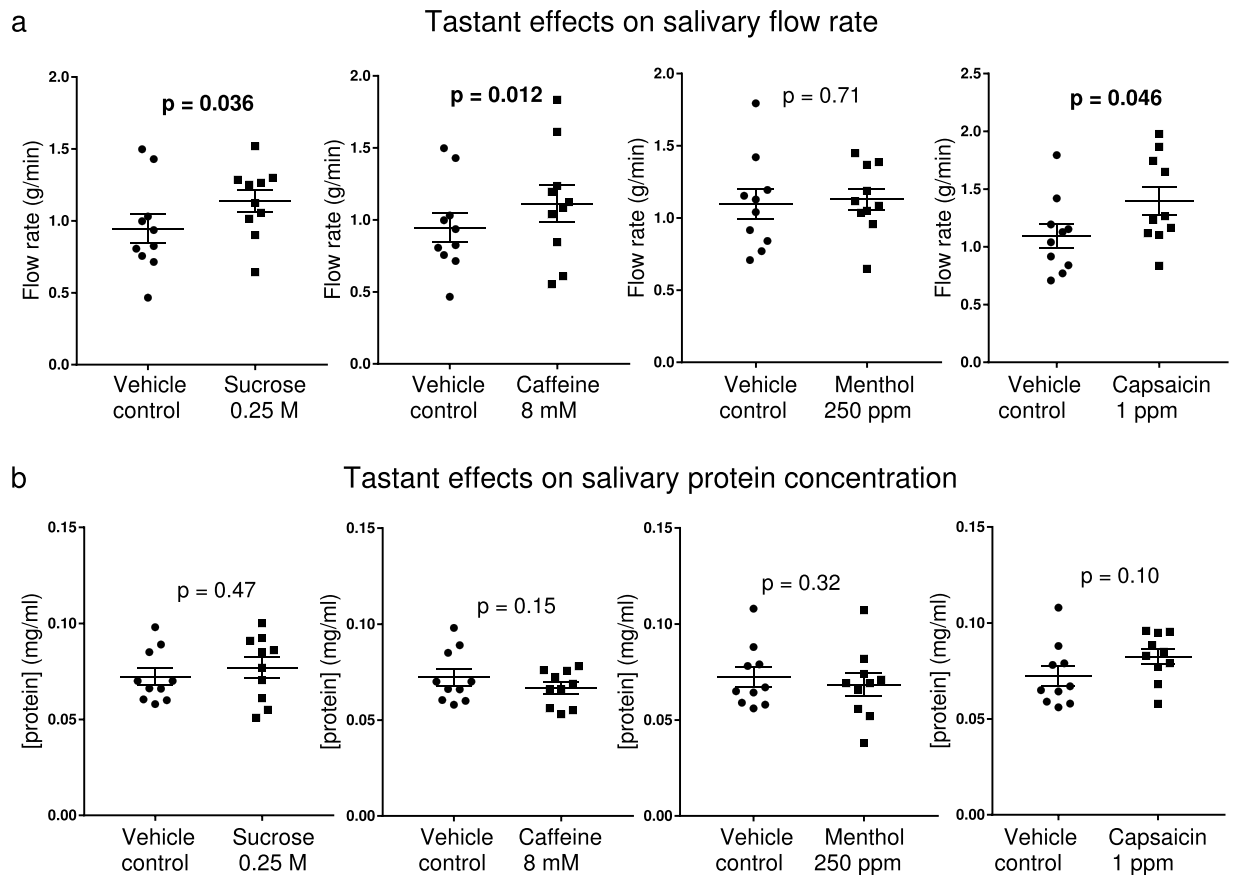 a
Tastant effects on salivary flow rate
Flow rate (g/min)
2.0
1.5
1.0
0.5
0.0
p = 0.036
Vehicle control
Sucrose 0.25 M
Flow rate (g/min)
2.0
1.5
1.0
0.5
0.0
p = 0.012
Vehicle control
Caffeine 8 mM
Flow rate (g/min)
2.0
1.5
1.0
0.5
0.0
p = 0.71
Vehicle control
Menthol 250 ppm
Flow rate (g/min)
2.5
2.0
1.5
1.0
0.5
0.0
p = 0.046
Vehicle control
Capsaicin 1 ppm
b
Tastant effects on salivary protein concentration
[protein] (mg/ml)
0.15
0.10
0.05
0.00
p = 0.47
Vehicle control
Sucrose 0.25 M
[protein] (mg/ml)
0.15
0.10
0.05
0.00
p = 0.15
Vehicle control
Caffeine 8 mM
[protein] (mg/ml)
0.15
0.10
0.05
0.00
p = 0.32
Vehicle control
Menthol 250 ppm
[protein] (mg/ml)
0.15
0.10
0.05
0.00
p = 0.10
Vehicle control
Capsaicin 1 ppm